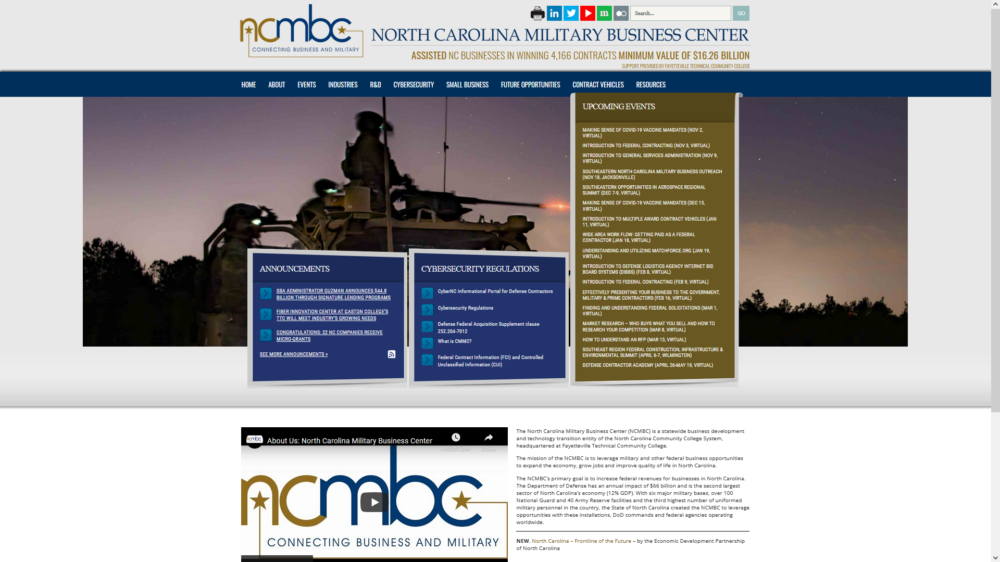 ncmbc
CONNECTING BUSINESS AND MILITARY
in
m
Search...
GO
NORTH CAROLINA MILITARY BUSINESS CENTER
ASSISTED NC BUSINESSES IN WINNING 4,166 CONTRACTS MINIMUM VALUE OF $16.26 BILLION
SUPPORT PROVIDED BY FAYETTEVILLE TECHNICAL COMMUNITY COLLEGE
HOME ABOUT EVENTS INDUSTRIES R&D CYBERSECURITY SMALL BUSINESS FUTURE OPPORTUNITIES CONTRACT VEHICLES RESOURCES
ANNOUNCEMENTS
SBA ADMINISTRATOR GUZMAN ANNOUNCES $44.8
BILLION THROUGH SIGNATURE LENDING PROGRAMS
FIBER INNOVATION CENTER AT GASTON COLLEGE'S
TTC WILL MEET INDUSTRY'S GROWING NEEDS
CONGRATULATIONS: 22 NC COMPANIES RECEIVE
MICRO-GRANTS
SEE MORE ANNOUNCEMENTS »
CYBERSECURITY REGULATIONS
CyberNC Informational Portal for Defense Contractors
Cybersecurity Regulations
Defense Federal Acquisition Supplement clause
252.204-7012
What is CMMC?
Federal Contract Information (FCI) and Controlled
Unclassified Information (CUI)
UPCOMING EVENTS
MAKING SENSE OF COVID-19 VACCINE MANDATES (NOV 2,
VIRTUAL)
INTRODUCTION TO FEDERAL CONTRACTING (NOV 3, VIRTUAL)
INTRODUCTION TO GENERAL SERVICES ADMINISTRATION (NOV 9,
VIRTUAL)
SOUTHEASTERN NORTH CAROLINA MILITARY BUSINESS OUTREACH
(NOV 18, JACKSONVILLE)
SOUTHEASTERN OPPORTUNITIES IN AEROSPACE REGIONAL
SUMMIT (DEC 7-9, VIRTUAL)
MAKING SENSE OF COVID-19 VACCINE MANDATES (DEC 15,
VIRTUAL)
INTRODUCTION TO MULTIPLE AWARD CONTRACT VEHICLES (JAN
11, VIRTUAL)
WIDE AREA WORK FLOW: GETTING PAID AS A FEDERAL
CONTRACTOR (JAN 18, VIRTUAL)
UNDERSTANDING AND UTILIZING MATCHFORCE.ORG (JAN 19,
VIRTUAL)
INTRODUCTION TO DEFENSE LOGISTICS AGENCY INTERNET BID
BOARD SYSTEMS (DIBBS) (FEB 8, VIRTUAL)
INTRODUCTION TO FEDERAL CONTRACTING (FEB 9, VIRTUAL)
EFFECTIVELY PRESENTING YOUR BUSINESS TO THE GOVERNMENT,
MILITARY & PRIME CONTRACTORS (FEB 16, VIRTUAL)
FINDING AND UNDERSTANDING FEDERAL SOLICITATIONS (MAR 1,
VIRTUAL)
MARKET RESEARCH – WHO BUYS WHAT YOU SELL AND HOW TO
RESEARCH YOUR COMPETITION (MAR 8, VIRTUAL)
HOW TO UNDERSTAND AN RFP (MAR 15, VIRTUAL)
SOUTHEAST REGION FEDERAL CONSTRUCTION, INFRASTRUCTURE &
ENVIRONMENTAL SUMMIT (APRIL 6-7, WILMINGTON)
DEFENSE CONTRACTOR ACADEMY (APRIL 26-MAY 19, VIRTUAL)
ncmbc
About Us: North Carolina Military Business Center
Watch later
Share
ncmbc
CONNECTING BUSINESS AND MILITARY
The North Carolina Military Business Center (NCMBC) is a statewide business development
and technology transition entity of the North Carolina Community College System,
headquartered at Fayetteville Technical Community College.
The mission of the NCMBC is to leverage military and other federal business opportunities
to expand the economy, grow jobs and improve quality of life in North Carolina.
The NCMBC's primary goal is to increase federal revenues for businesses in North Carolina.
The Department of Defense has an annual impact of $66 billion and is the second largest
sector of North Carolina's economy (12% GDP). With six major military bases, over 100
National Guard and 40 Army Reserve facilities and the third highest number of uniformed
military personnel in the country, the State of North Carolina created the NCMBC to leverage
opportunities with these installations, DoD commands and federal agencies operating
worldwide.
NEW. North Carolina – Frontline of the Future – by the Economic Development Partnership
of North Carolina